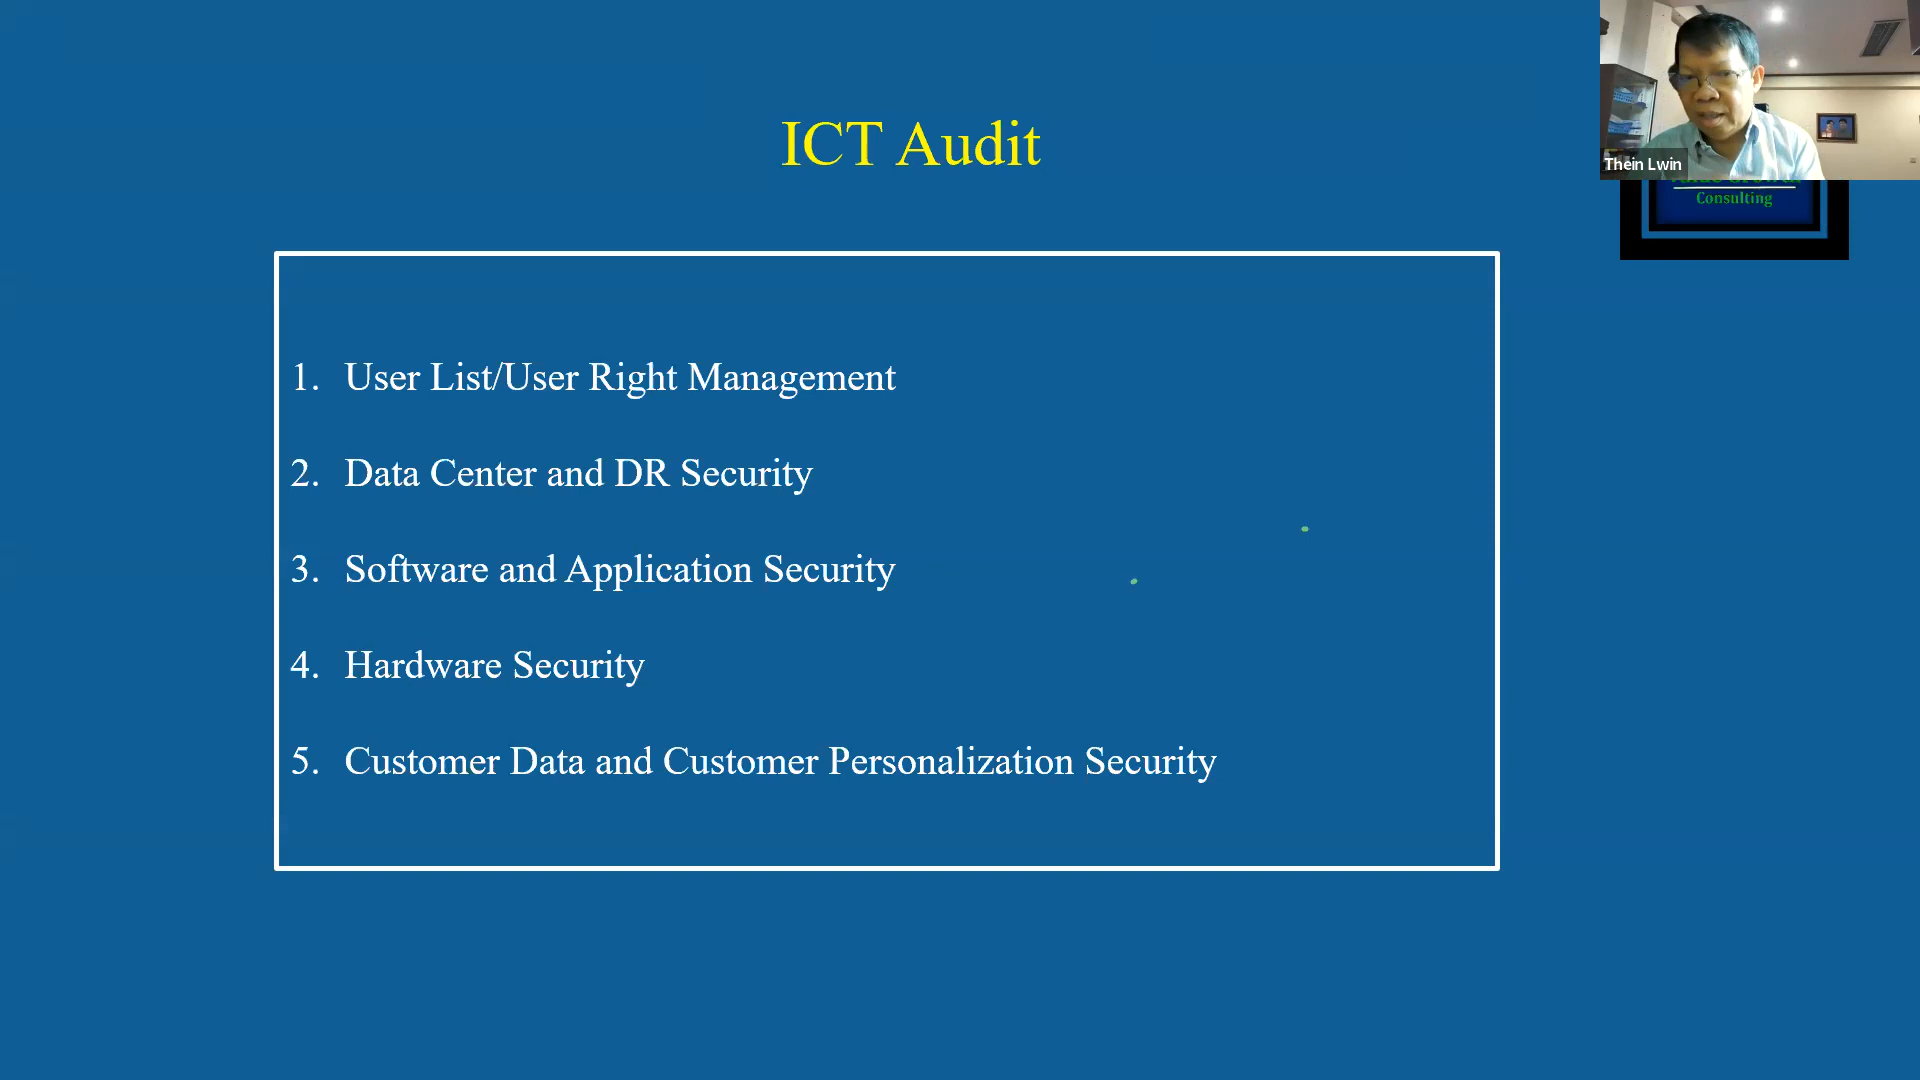 ICT Audit
Thein Lwin
Consulting
1. User List/User Right Management
2. Data Center and DR Security
3. Software and Application Security
4. Hardware Security
5. Customer Data and Customer Personalization Security